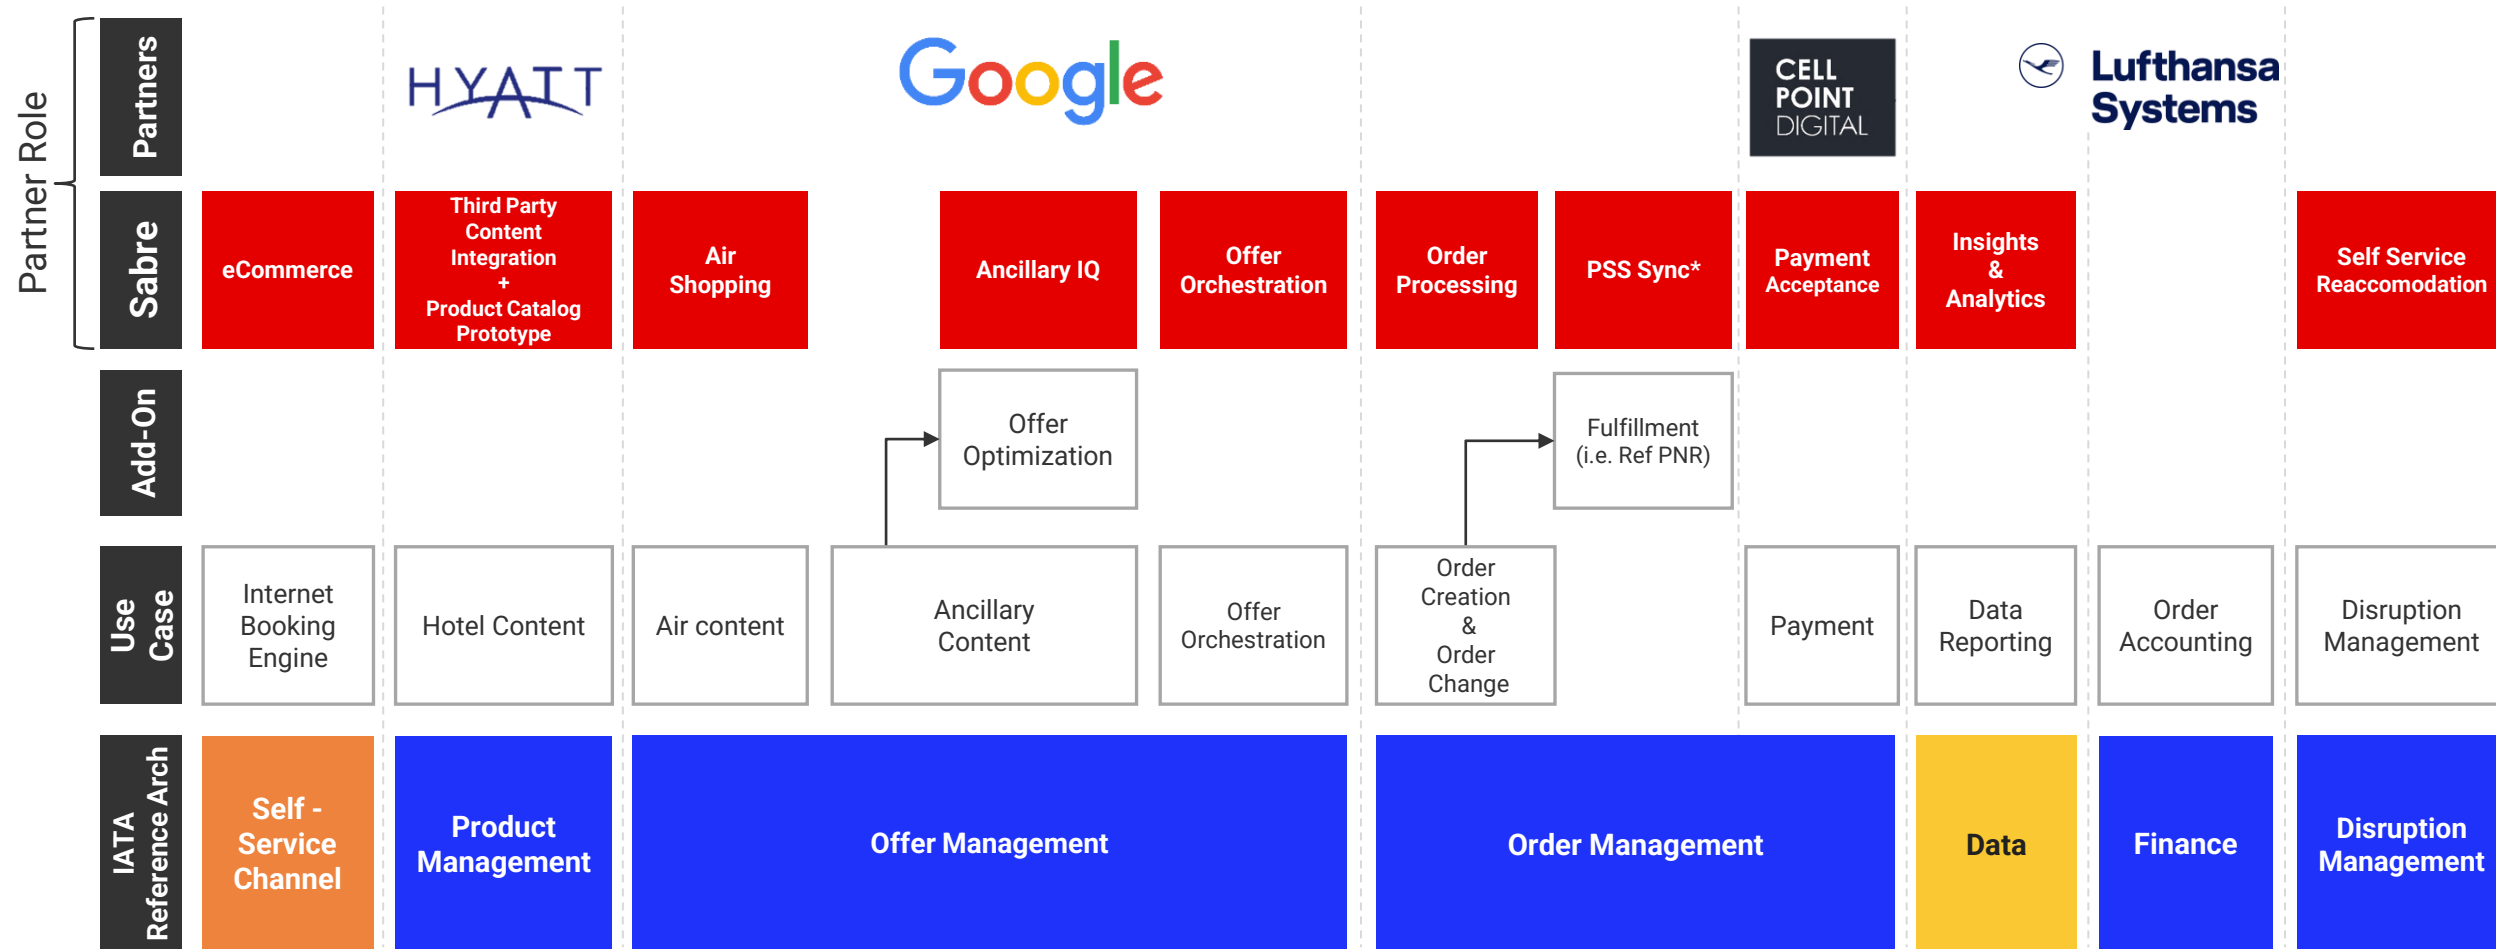 Partner Role
Partners
HYATT
Google
CELL
POINT
DIGITAL
Lufthansa
Systems
Sabre
eCommerce
Third Party
Content
Integration
+
Product Catalog
Prototype
Air
Shopping
Ancillary IQ
Offer
Orchestration
Order
Processing
PSS Sync*
Payment
Acceptance
Insights
&
Analytics
Self Service
Reaccomodation
Add-On
Offer
Optimization
Fulfillment
(i.e. Ref PNR)
Use
Case
Internet
Booking
Engine
Hotel Content
Air content
Ancillary
Content
Offer
Orchestration
Order
Creation
&
Order
Change
Payment
Data
Reporting
Order
Accounting
Disruption
Management
IATA
Reference Arch
Self -
Service
Channel
Product
Management
Offer Management
Order Management
Data
Finance
Disruption
Management